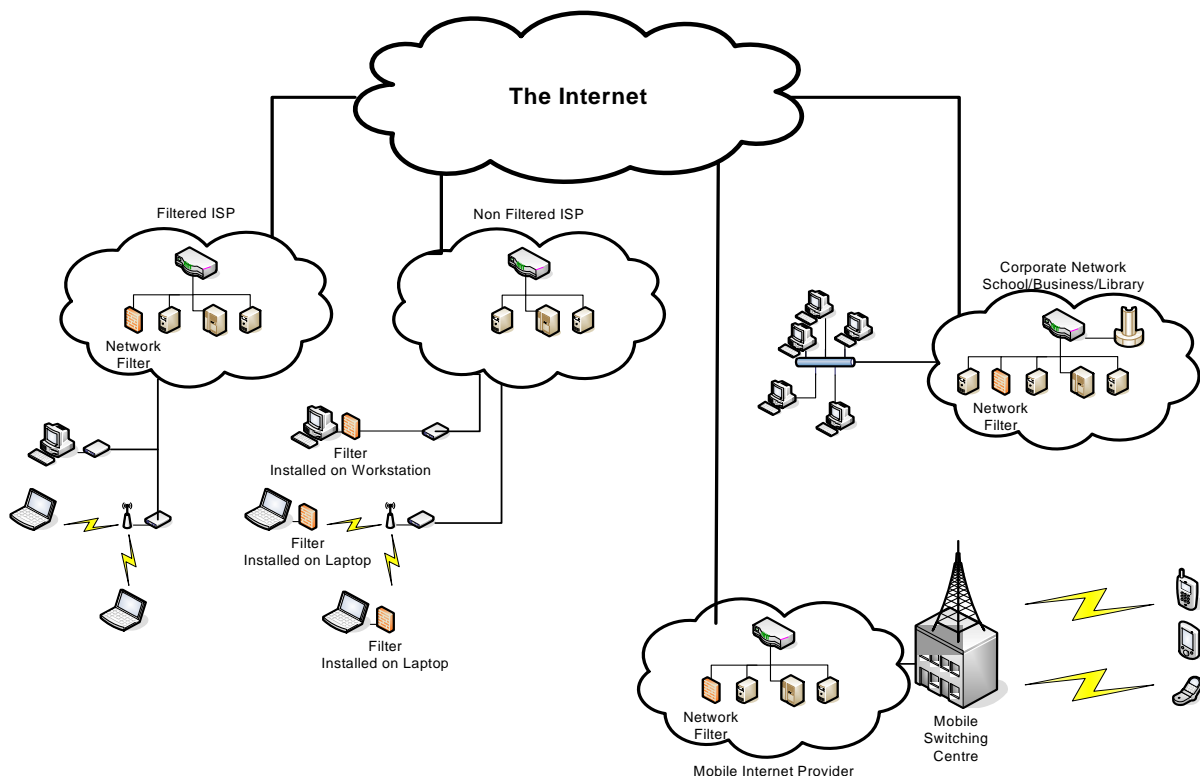 The Internet
Filtered ISP
Non Filtered ISP
Corporate Network
School/Business/Library
Network
Filter
Network
Filter
Filter
Installed on Workstation
Filter
Installed on Laptop
Filter
Installed on Laptop
Network
Filter
Mobile
Switching
Centre
Mobile Internet Provider